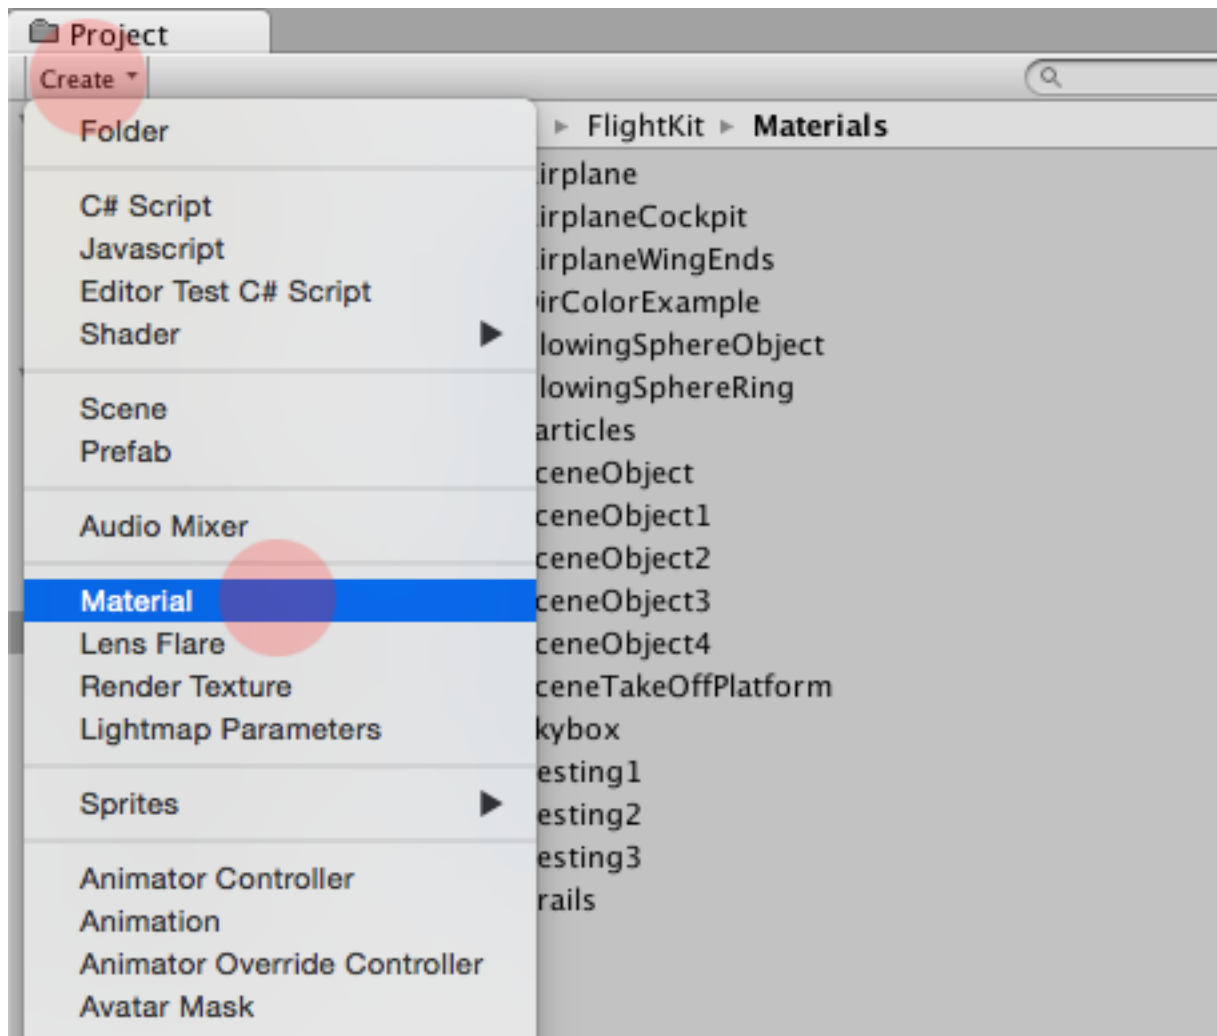 Project
Create
FlightKit ▸ Materials
Folder
C# Script
Javascript
Editor Test C# Script
Shader
Scene
Prefab
Audio Mixer
Material
Lens Flare
Render Texture
Lightmap Parameters
Sprites
Animator Controller
Animation
Animator Override Controller
Avatar Mask
irplane
irplaneCockpit
irplaneWingEnds
irColorExample
lowingSphereObject
lowingSphereRing
articles
ceneObject
ceneObject1
ceneObject2
ceneObject3
ceneObject4
ceneTakeOffPlatform
kybox
esting1
esting2
esting3
rails